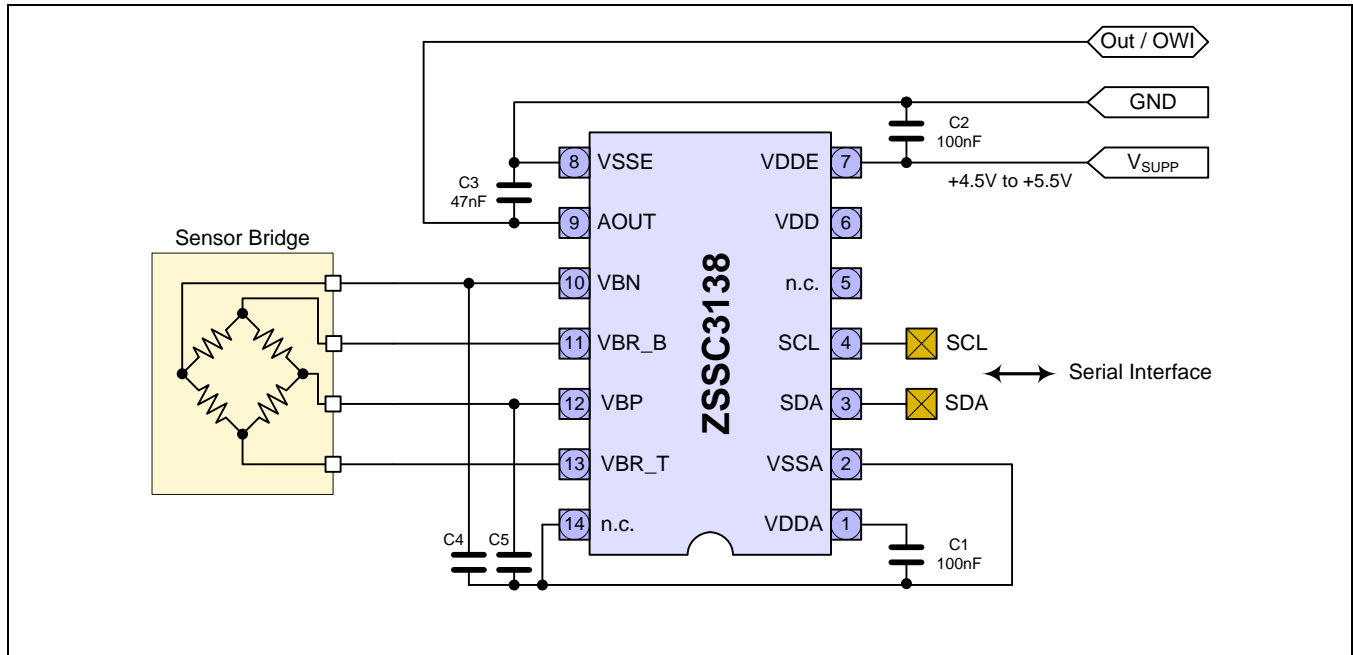 Out / OWI
GND
C2
100nF
V_SUPP
+4.5V to +5.5V
8 VSSE
VDDE 7
C3
47nF
9 AOUT
VDD 6
Sensor Bridge
10 VBN
n.c. 5
11 VBR_B
SCL 4
SCL
Serial Interface
12 VBP
SDA 3
SDA
13 VBR_T
VSSA 2
14 n.c.
VDDA 1
ZSSC3138
C4
C5
C1
100nF